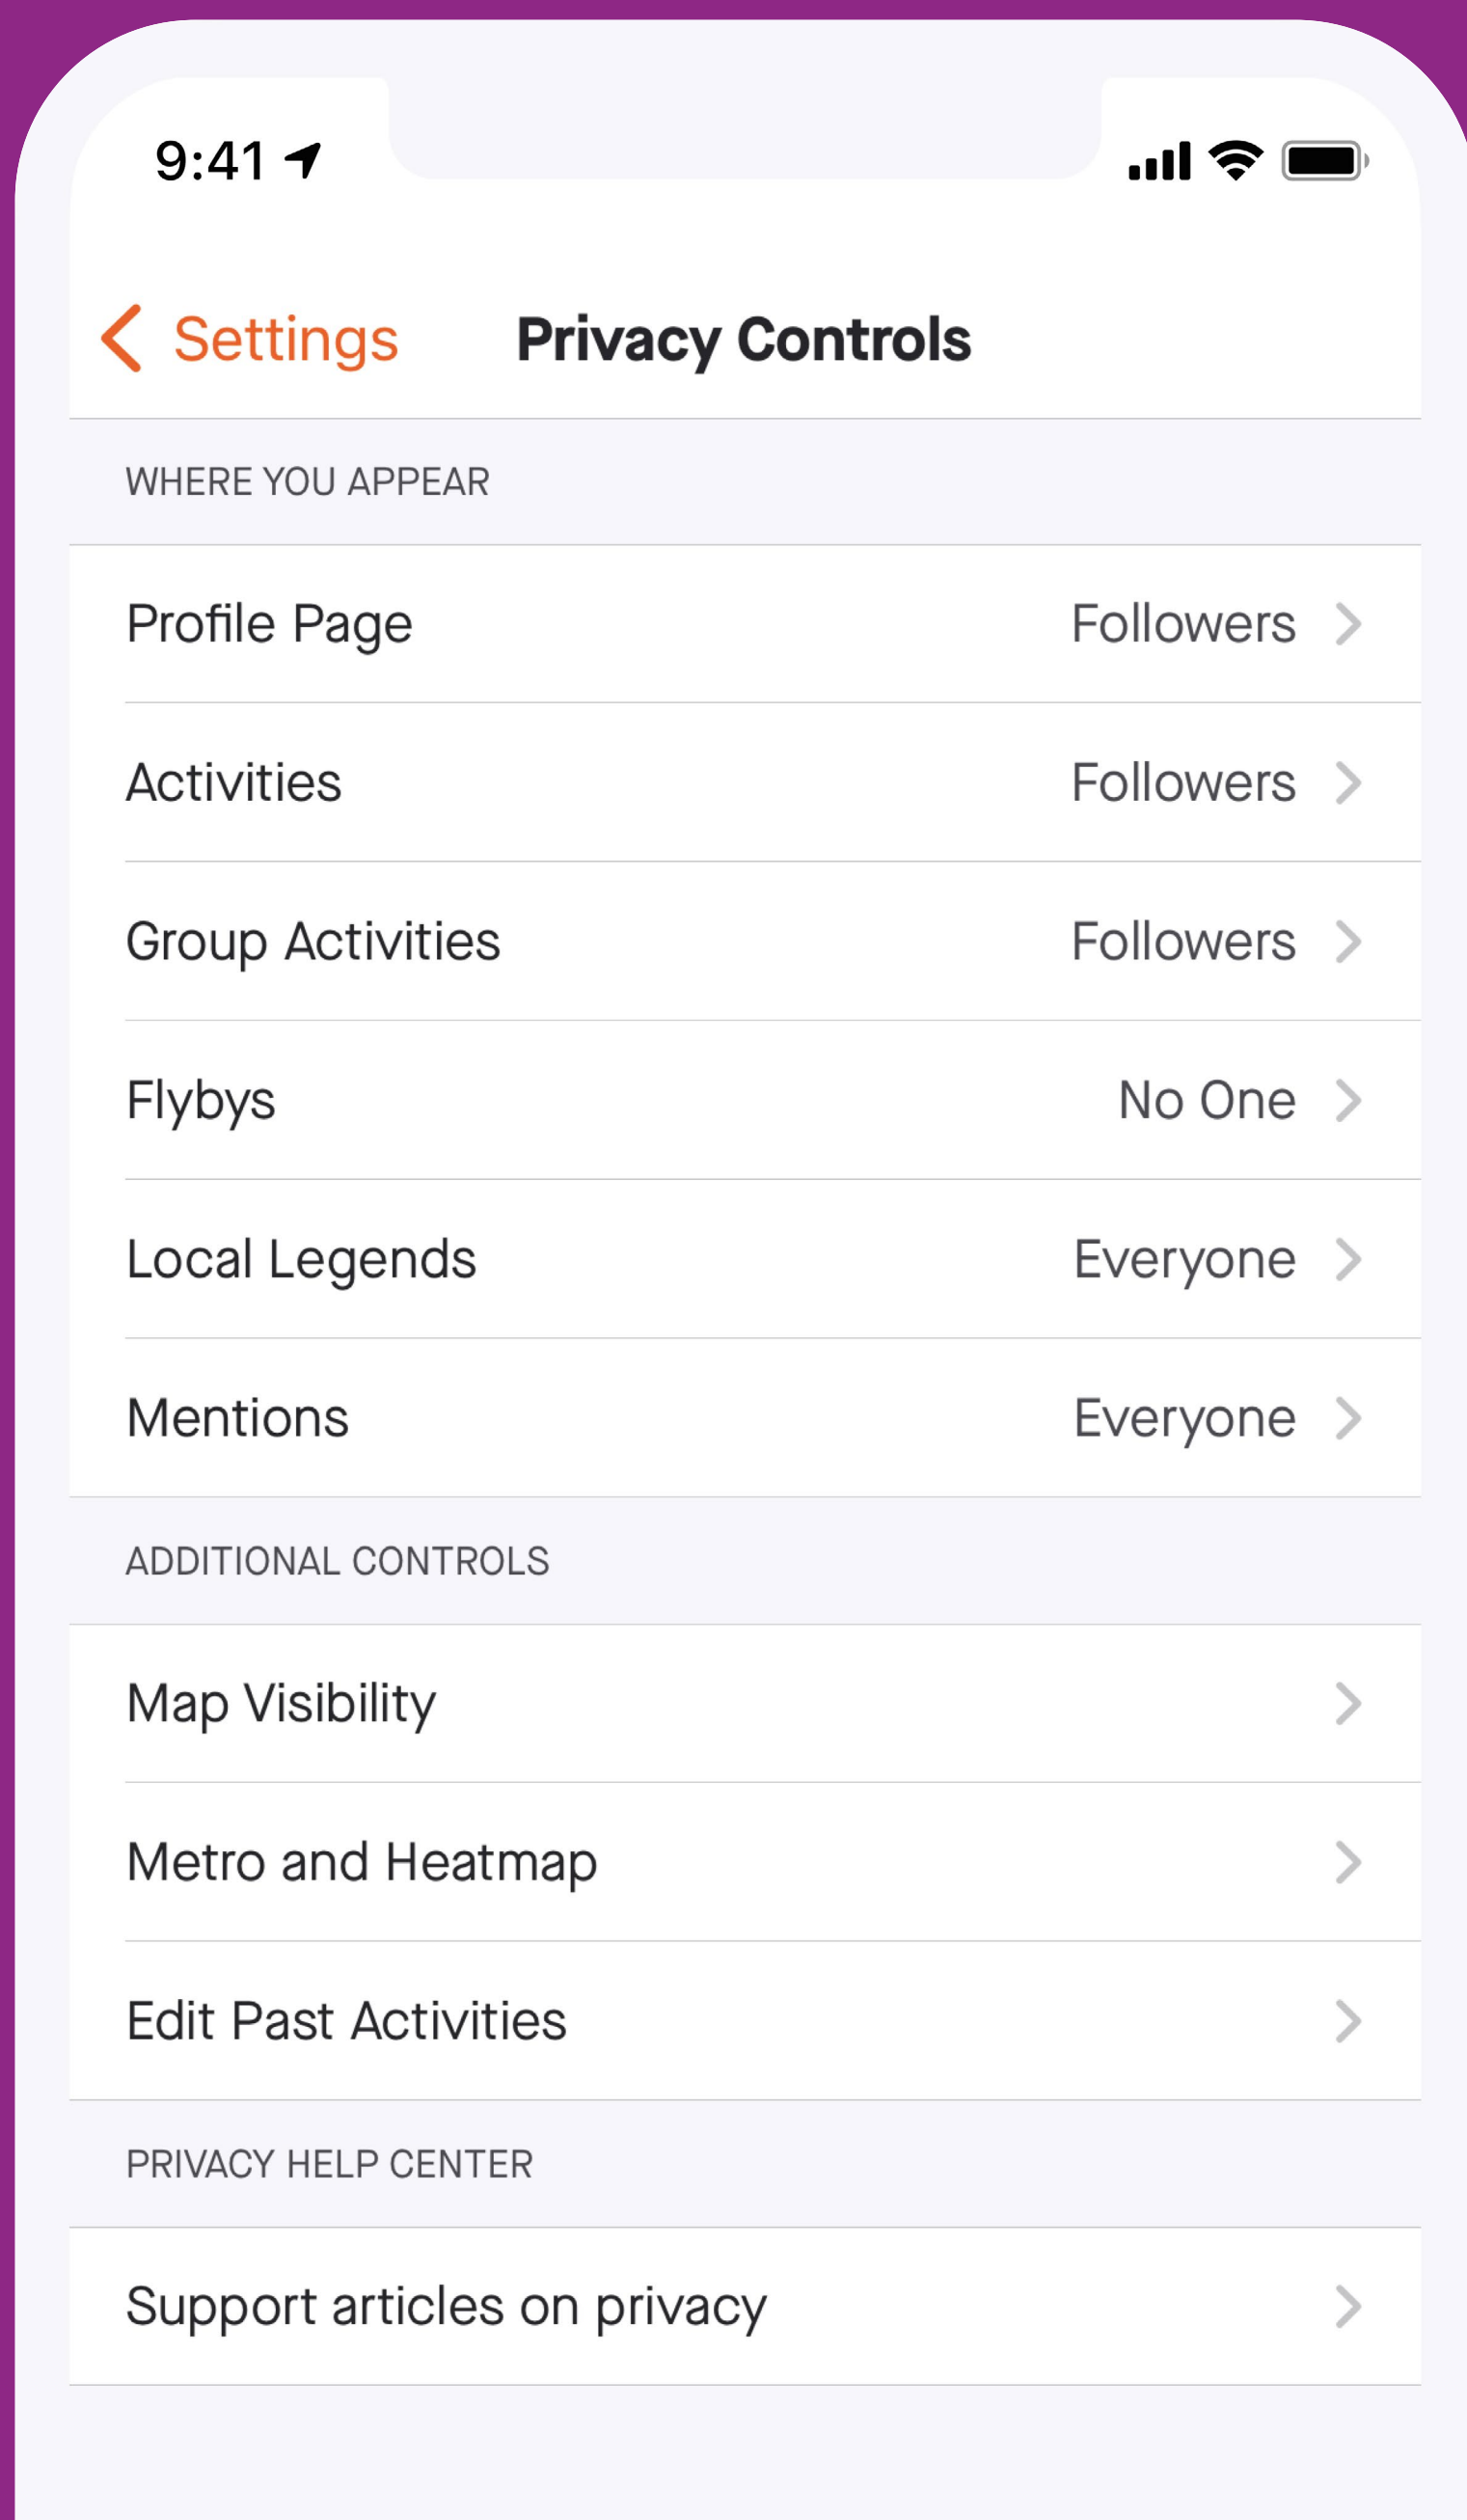 9:41
Settings Privacy Controls
WHERE YOU APPEAR
Profile Page Followers
Activities Followers
Group Activities Followers
Flybys No One
Local Legends Everyone
Mentions Everyone
ADDITIONAL CONTROLS
Map Visibility
Metro and Heatmap
Edit Past Activities
PRIVACY HELP CENTER
Support articles on privacy